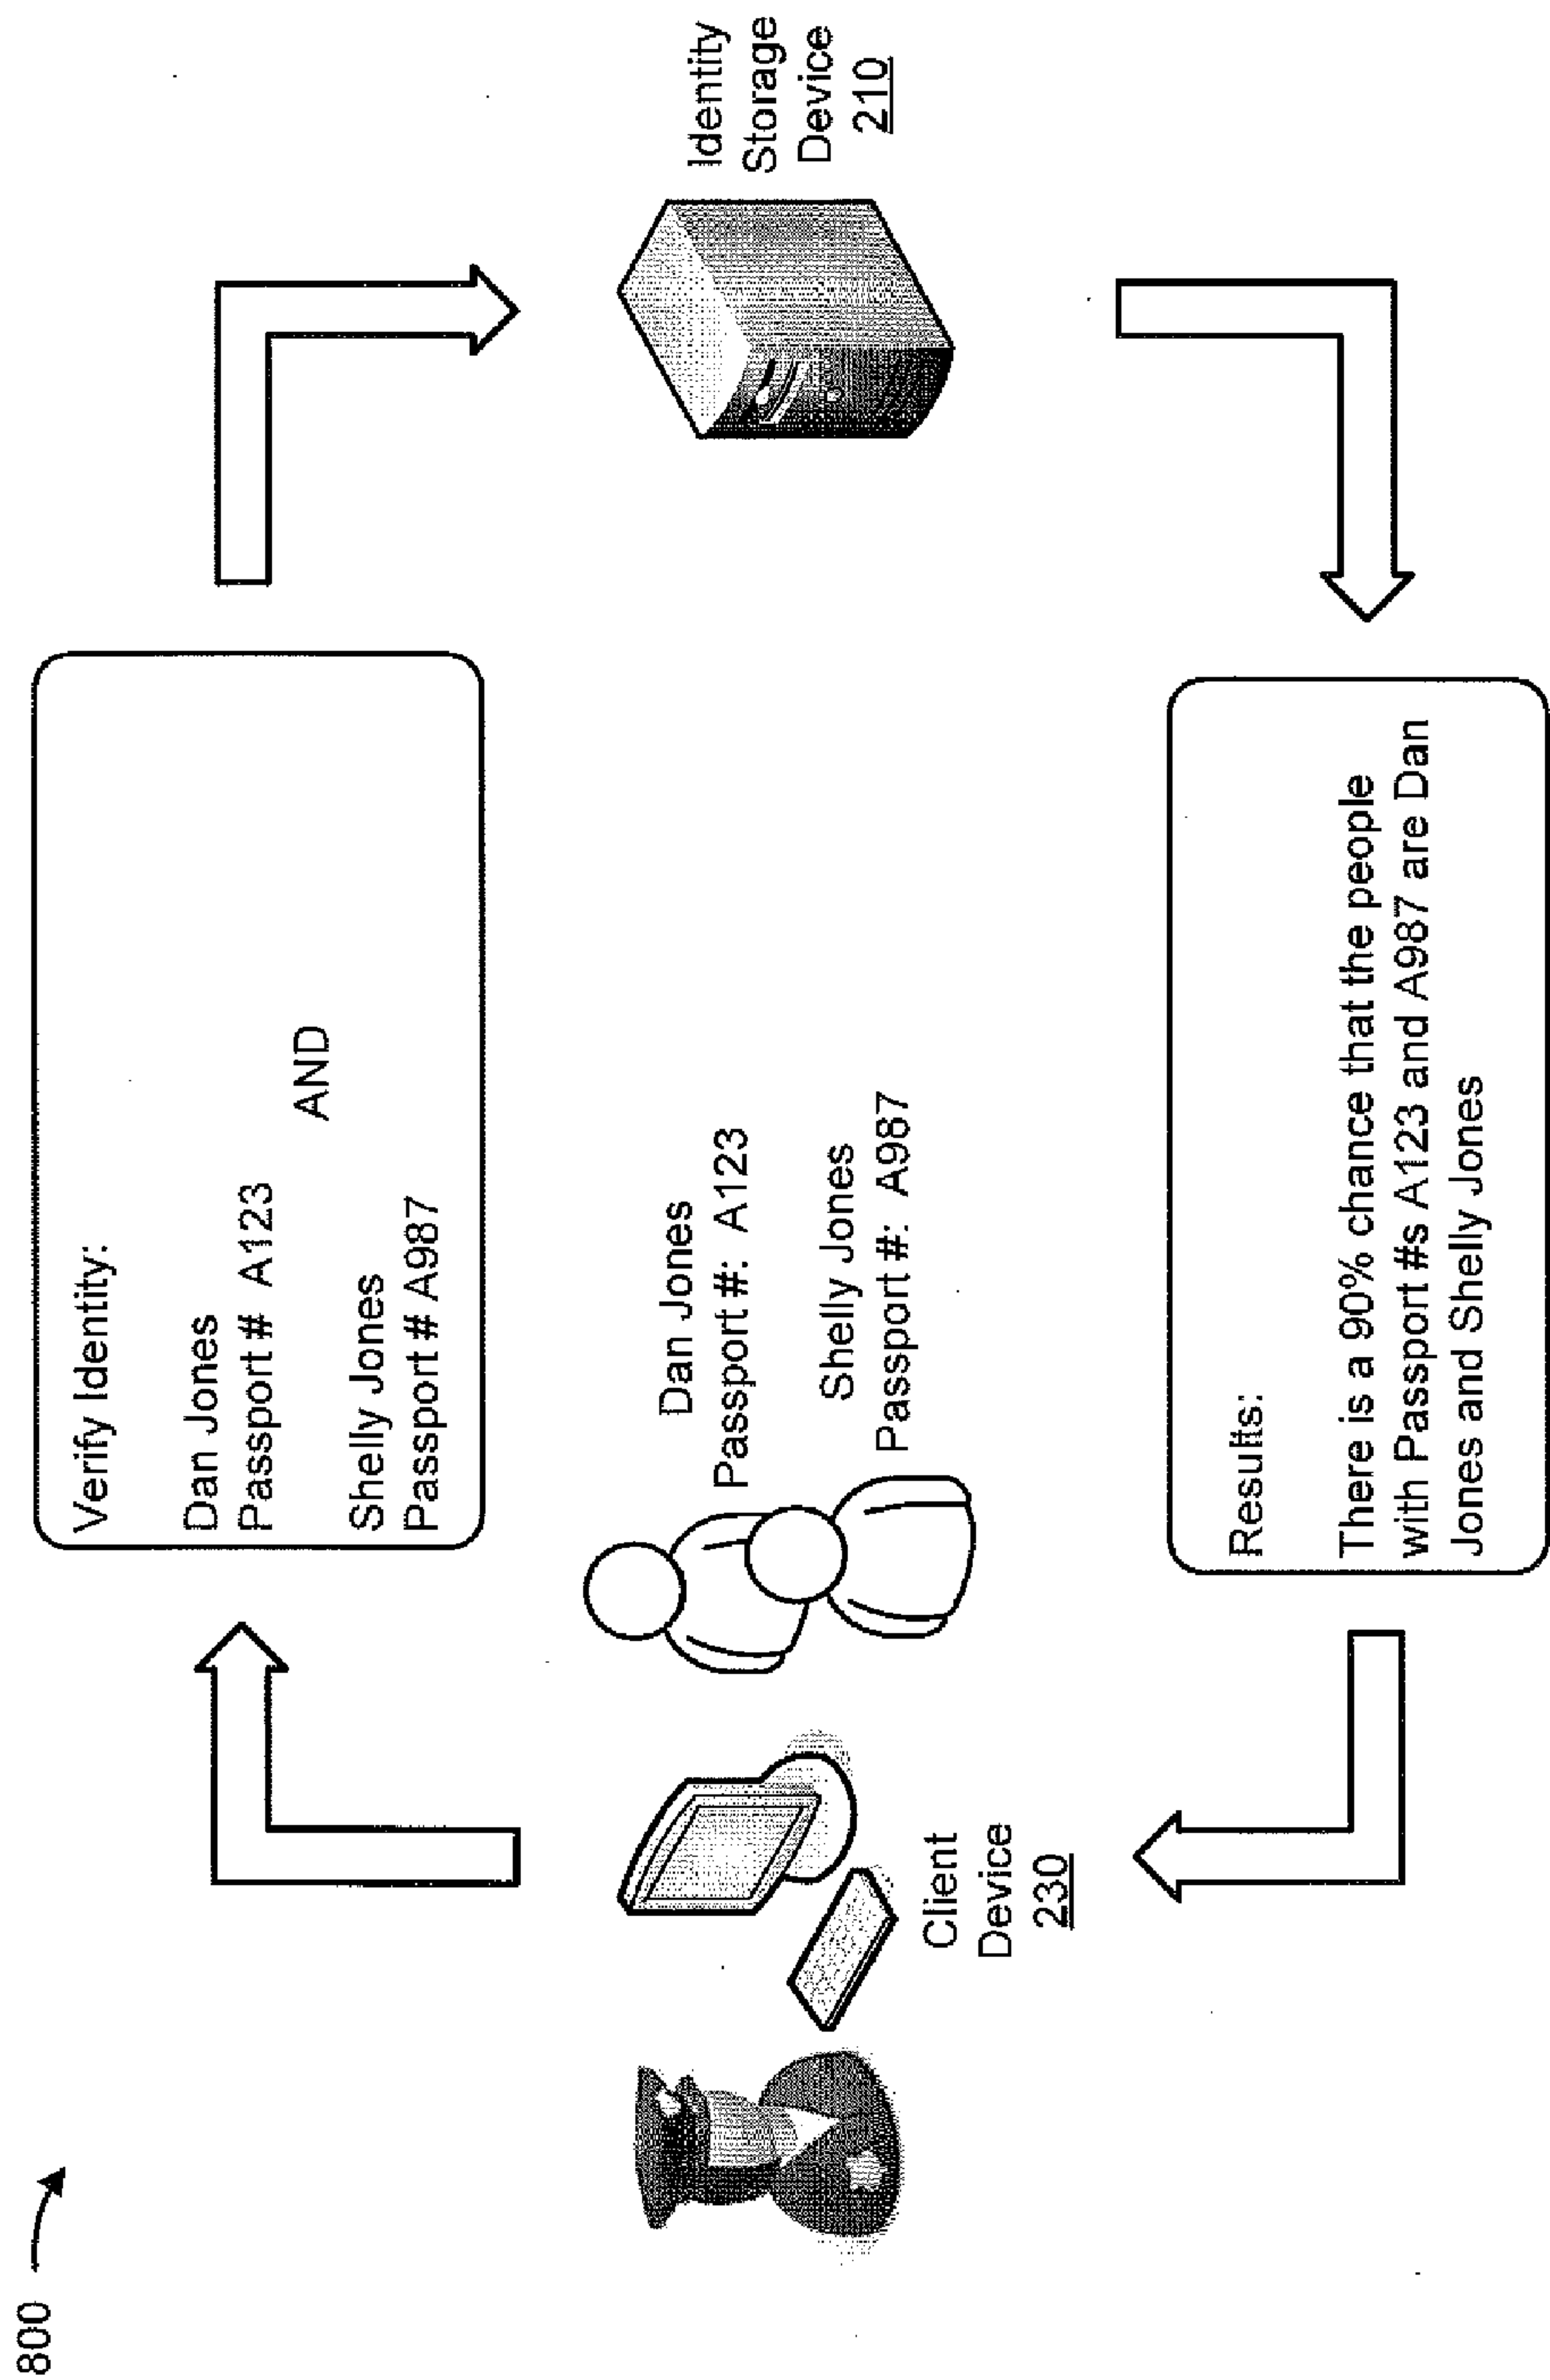 800
Verify Identity:
Dan Jones
Passport # A123
AND
Shelly Jones
Passport # A987
Identity
Storage
Device
210
Dan Jones
Passport #: A123
Shelly Jones
Passport #: A987
Client
Device
230
Results:
There is a 90% chance that the people
with Passport #s A123 and A987 are Dan
Jones and Shelly Jones